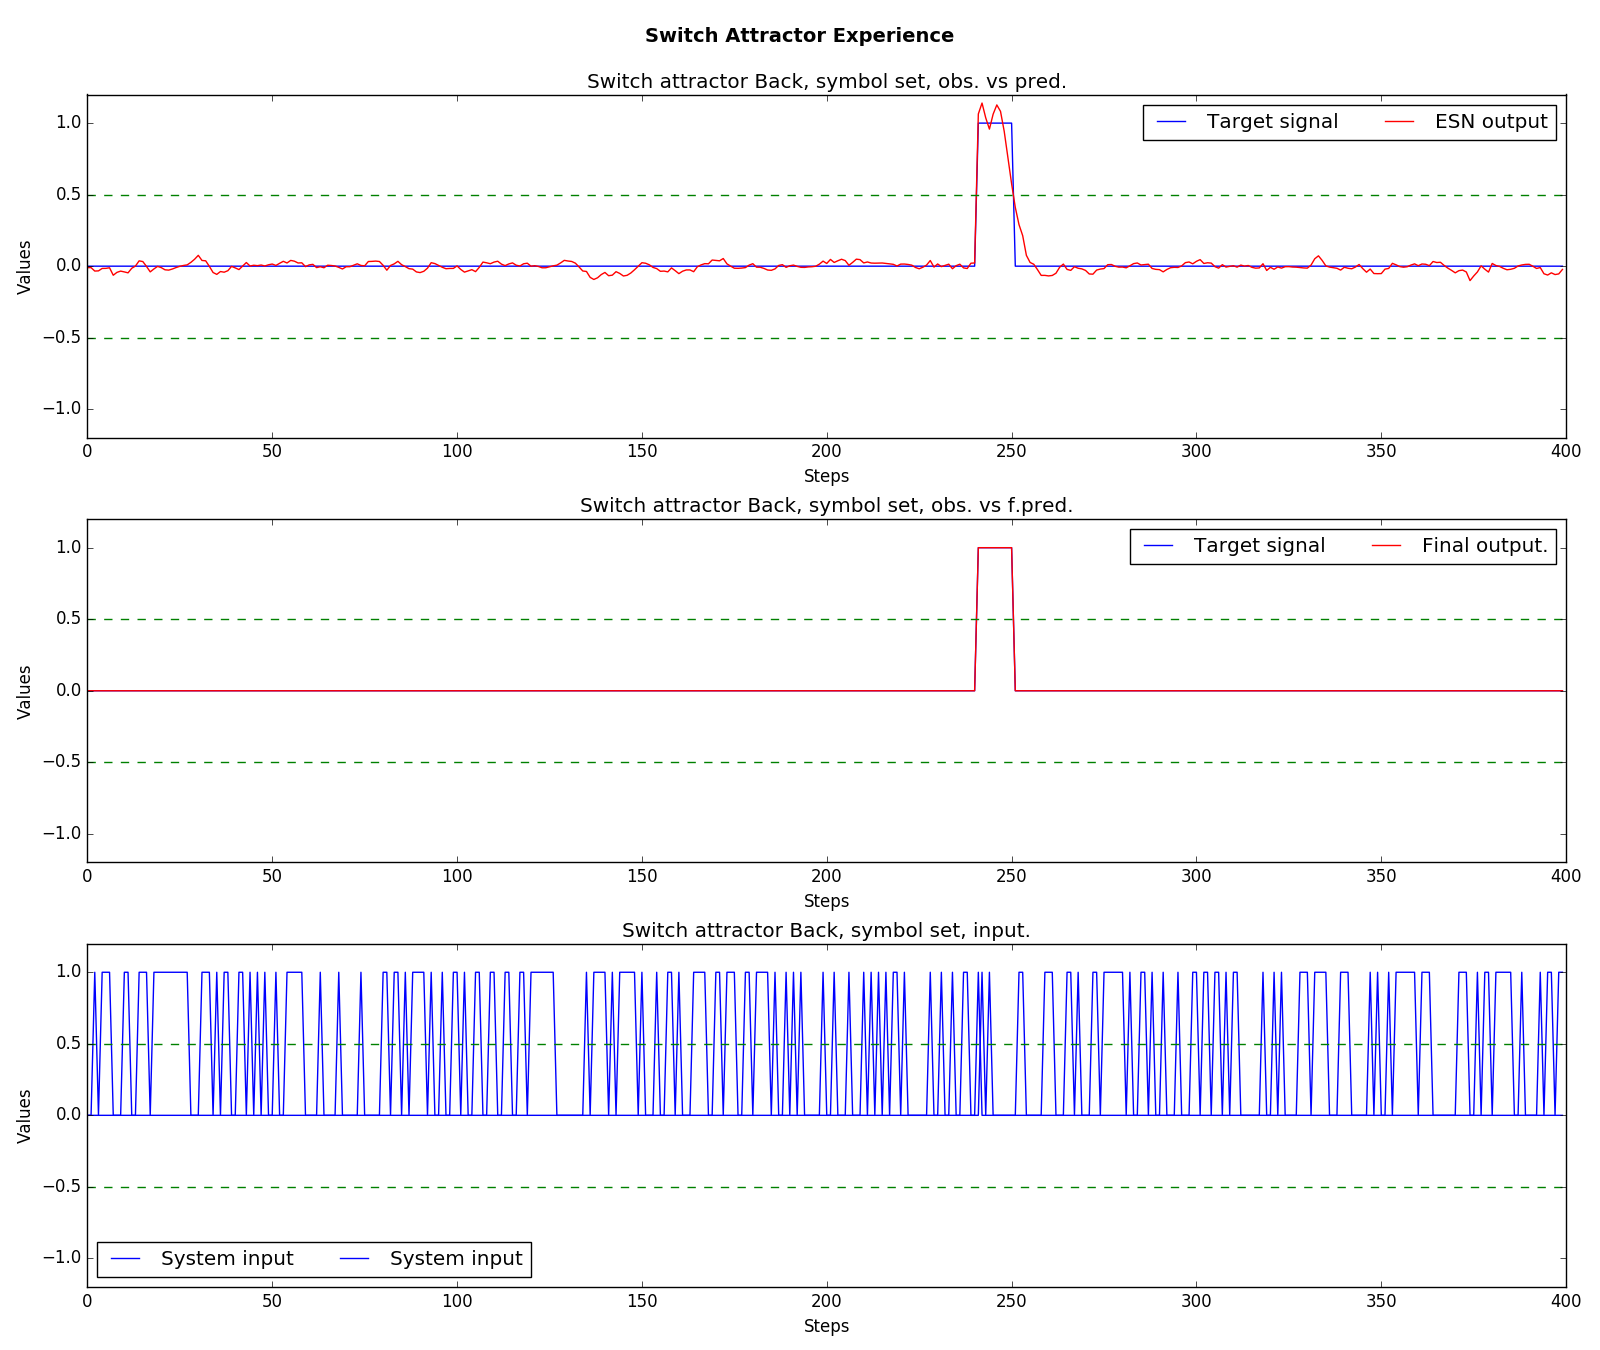 Switch Attractor Experience
Switch attractor Back, symbol set, obs. vs pred.
Target signal ESN output
1.0
0.5
0.0
−0.5
−1.0
Values
0 50 100 150 200 250 300 350 400
Steps
Switch attractor Back, symbol set, obs. vs f.pred.
Target signal Final output.
1.0
0.5
0.0
−0.5
−1.0
Values
0 50 100 150 200 250 300 350 400
Steps
Switch attractor Back, symbol set, input.
1.0
0.5
0.0
−0.5
−1.0
Values
System input System input
0 50 100 150 200 250 300 350 400
Steps